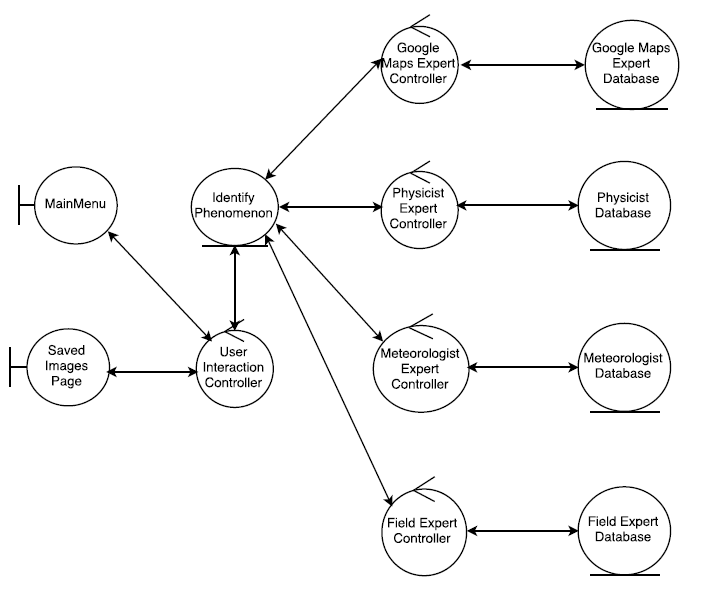 Google
Maps Expert
Controller
Google Maps
Expert
Database
MainMenu
Identify
Phenomenon
Physicist
Expert
Controller
Physicist
Database
Saved
Images
Page
User
Interaction
Controller
Meteorologist
Expert
Controller
Meteorologist
Database
Field Expert
Controller
Field Expert
Database